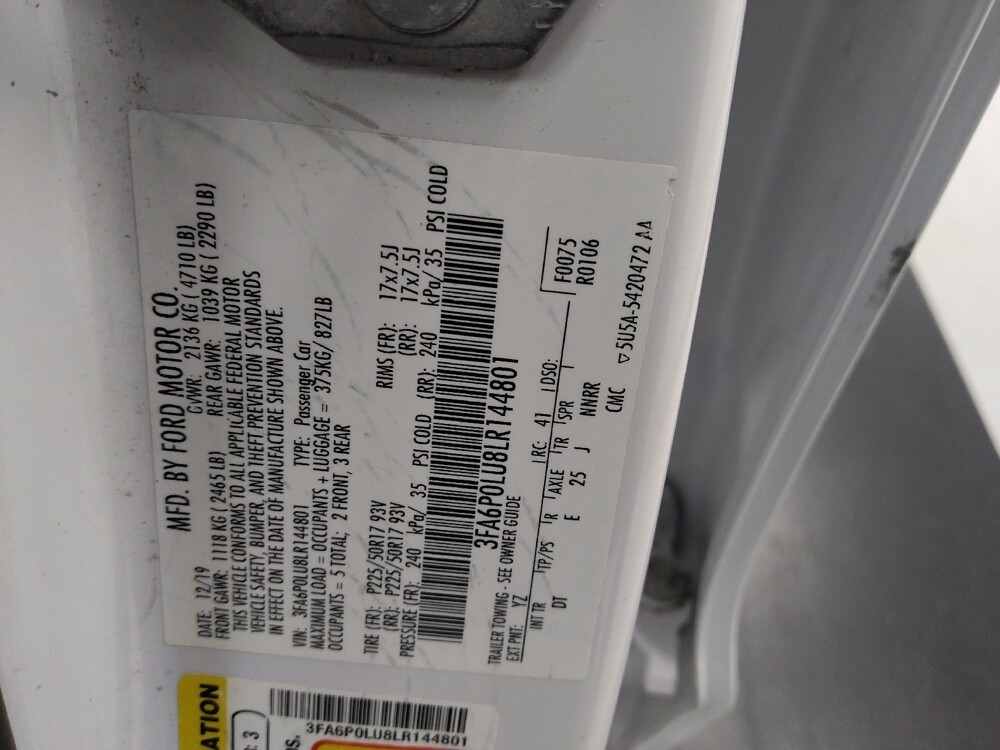 MFD. BY FORD MOTOR CO.
DATE: 12/19 GVWR: 2136 KG ( 4710 LB)
FRONT GAWR: 1118 KG ( 2465 LB) REAR GAWR: 1039 KG ( 2290 LB)
THIS VEHICLE CONFORMS TO ALL APPLICABLE FEDERAL MOTOR
VEHICLE SAFETY, BUMPER, AND THEFT PREVENTION STANDARDS
IN EFFECT ON THE DATE OF MANUFACTURE SHOWN ABOVE.
VIN: 3FA6P0LU8LR144801 TYPE: Passenger Car
MAXIMUM LOAD = OCCUPANTS + LUGGAGE = 375KG/ 827LB
OCCUPANTS = 5 TOTAL; 2 FRONT, 3 REAR
TIRE (FR): P225/50R17 93V RIMS (FR): 17x7.5J
(RR): P225/50R17 93V (RR): 17x7.5J
PRESSURE (FR): 240 kPa/ 35 PSI COLD (RR): 240 kPa/ 35 PSI COLD
3FA6P0LU8LR144801
TRAILER TOWING - SEE OWNER GUIDE
EXT PNT: YZ RC: 41 DSO:
INT TR TP/PS R AXLE TR SPR F0075
DT E 25 J NNRR R0106
CMC
▽5U5A-5420472 AA
ATION
: 3
3FA6P0LU8LR144801